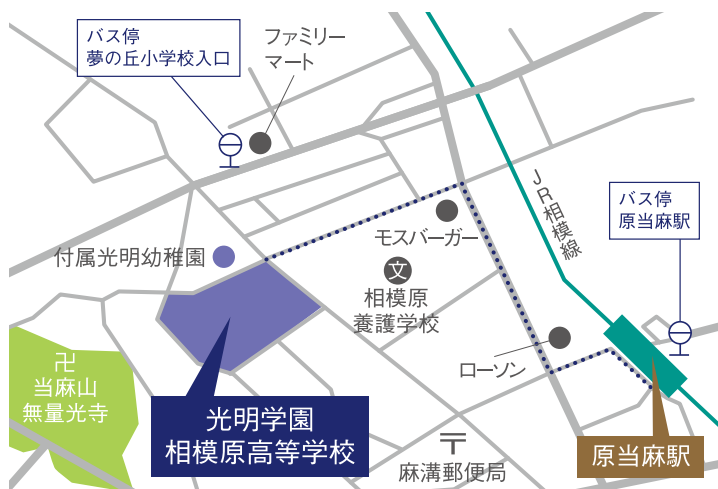 バス停
夢の丘小学校入口
ファミリー
マート
JR相模線
バス停
原当麻駅
モスバーガー
付属光明幼稚園
文
相模原
養護学校
ローソン
卍
当麻山
無量光寺
光明学園
相模原高等学校
〒
麻溝郵便局
原当麻駅